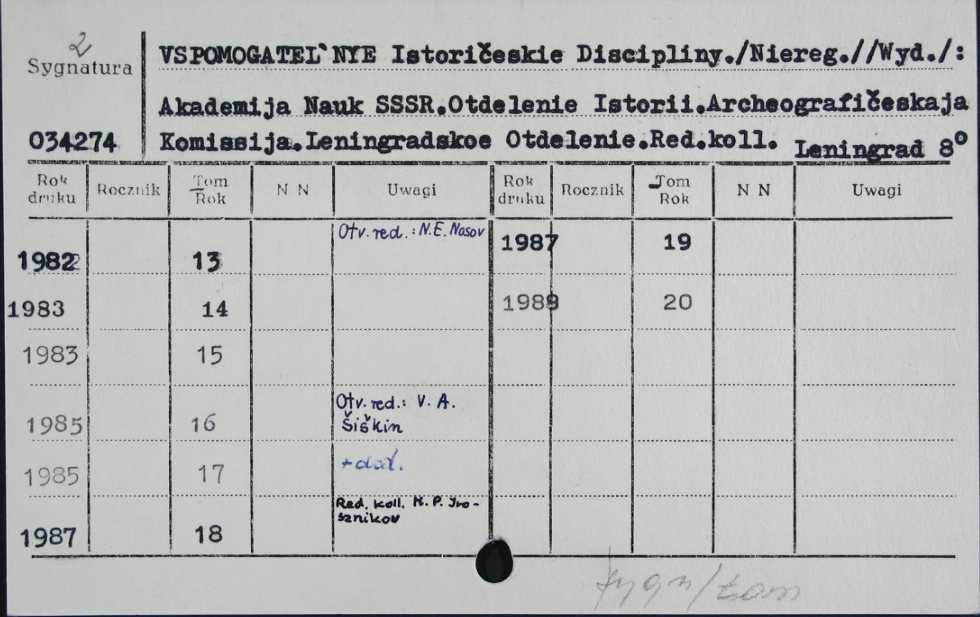 2
Sygnatura
034274
VSPOMOGATEL`NYE Istoričeskie Discipliny./Niereg.//Wyd./:
Akademija Nauk SSSR.Otdelenie Istorii.Archeografičeskaja
Komissija.Leningradskoe Otdelenie.Red.koll. Leningrad 8°
Rok druku Rocznik Tom Rok N N Uwagi Rok druku Rocznik Tom Rok N N Uwagi
1982 13 Otv. red.: N.E. Nosov 1987 19
1983 14 1989 20
1983 15
1985 16 Otv. red.: V. A.
Šiškin
1985 17 + dod.
1987 18 Red. koll. K. P. Iro-
sznikov